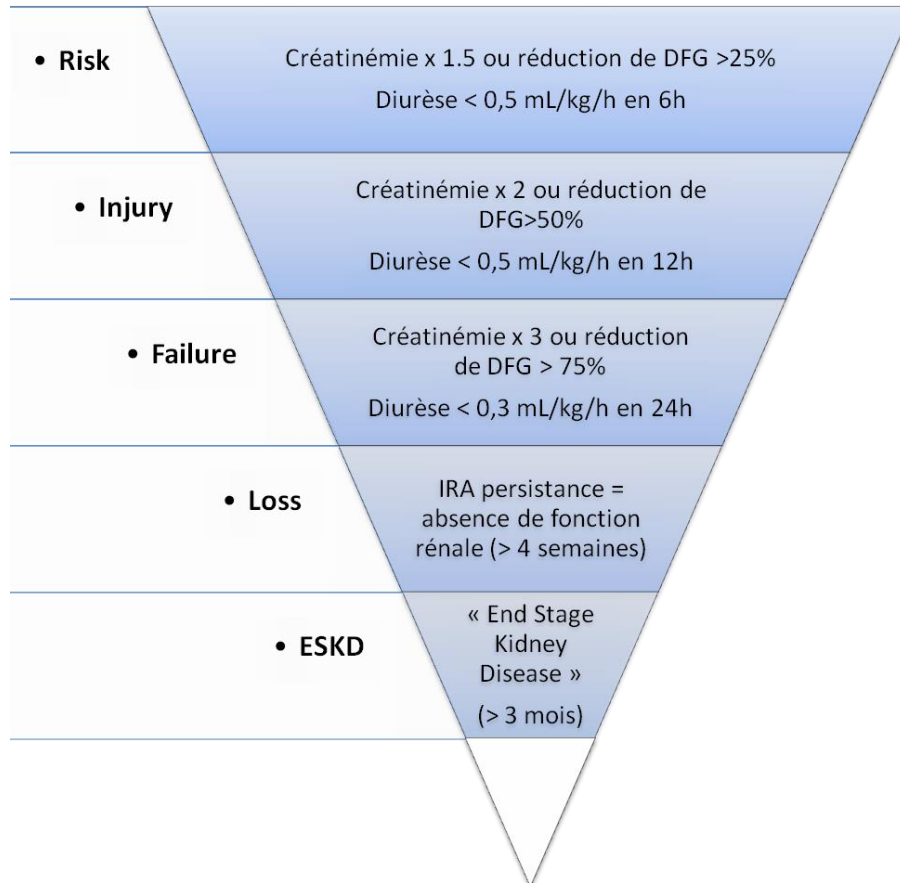 • Risk
Créatinémie x 1.5 ou réduction de DFG >25%
Diurèse < 0,5 mL/kg/h en 6h
• Injury
Créatinémie x 2 ou réduction de
DFG>50%
Diurèse < 0,5 mL/kg/h en 12h
• Failure
Créatinémie x 3 ou réduction
de DFG > 75%
Diurèse < 0,3 mL/kg/h en 24h
• Loss
IRA persistance =
absence de fonction
rénale (> 4 semaines)
• ESKD
« End Stage
Kidney
Disease »
(> 3 mois)